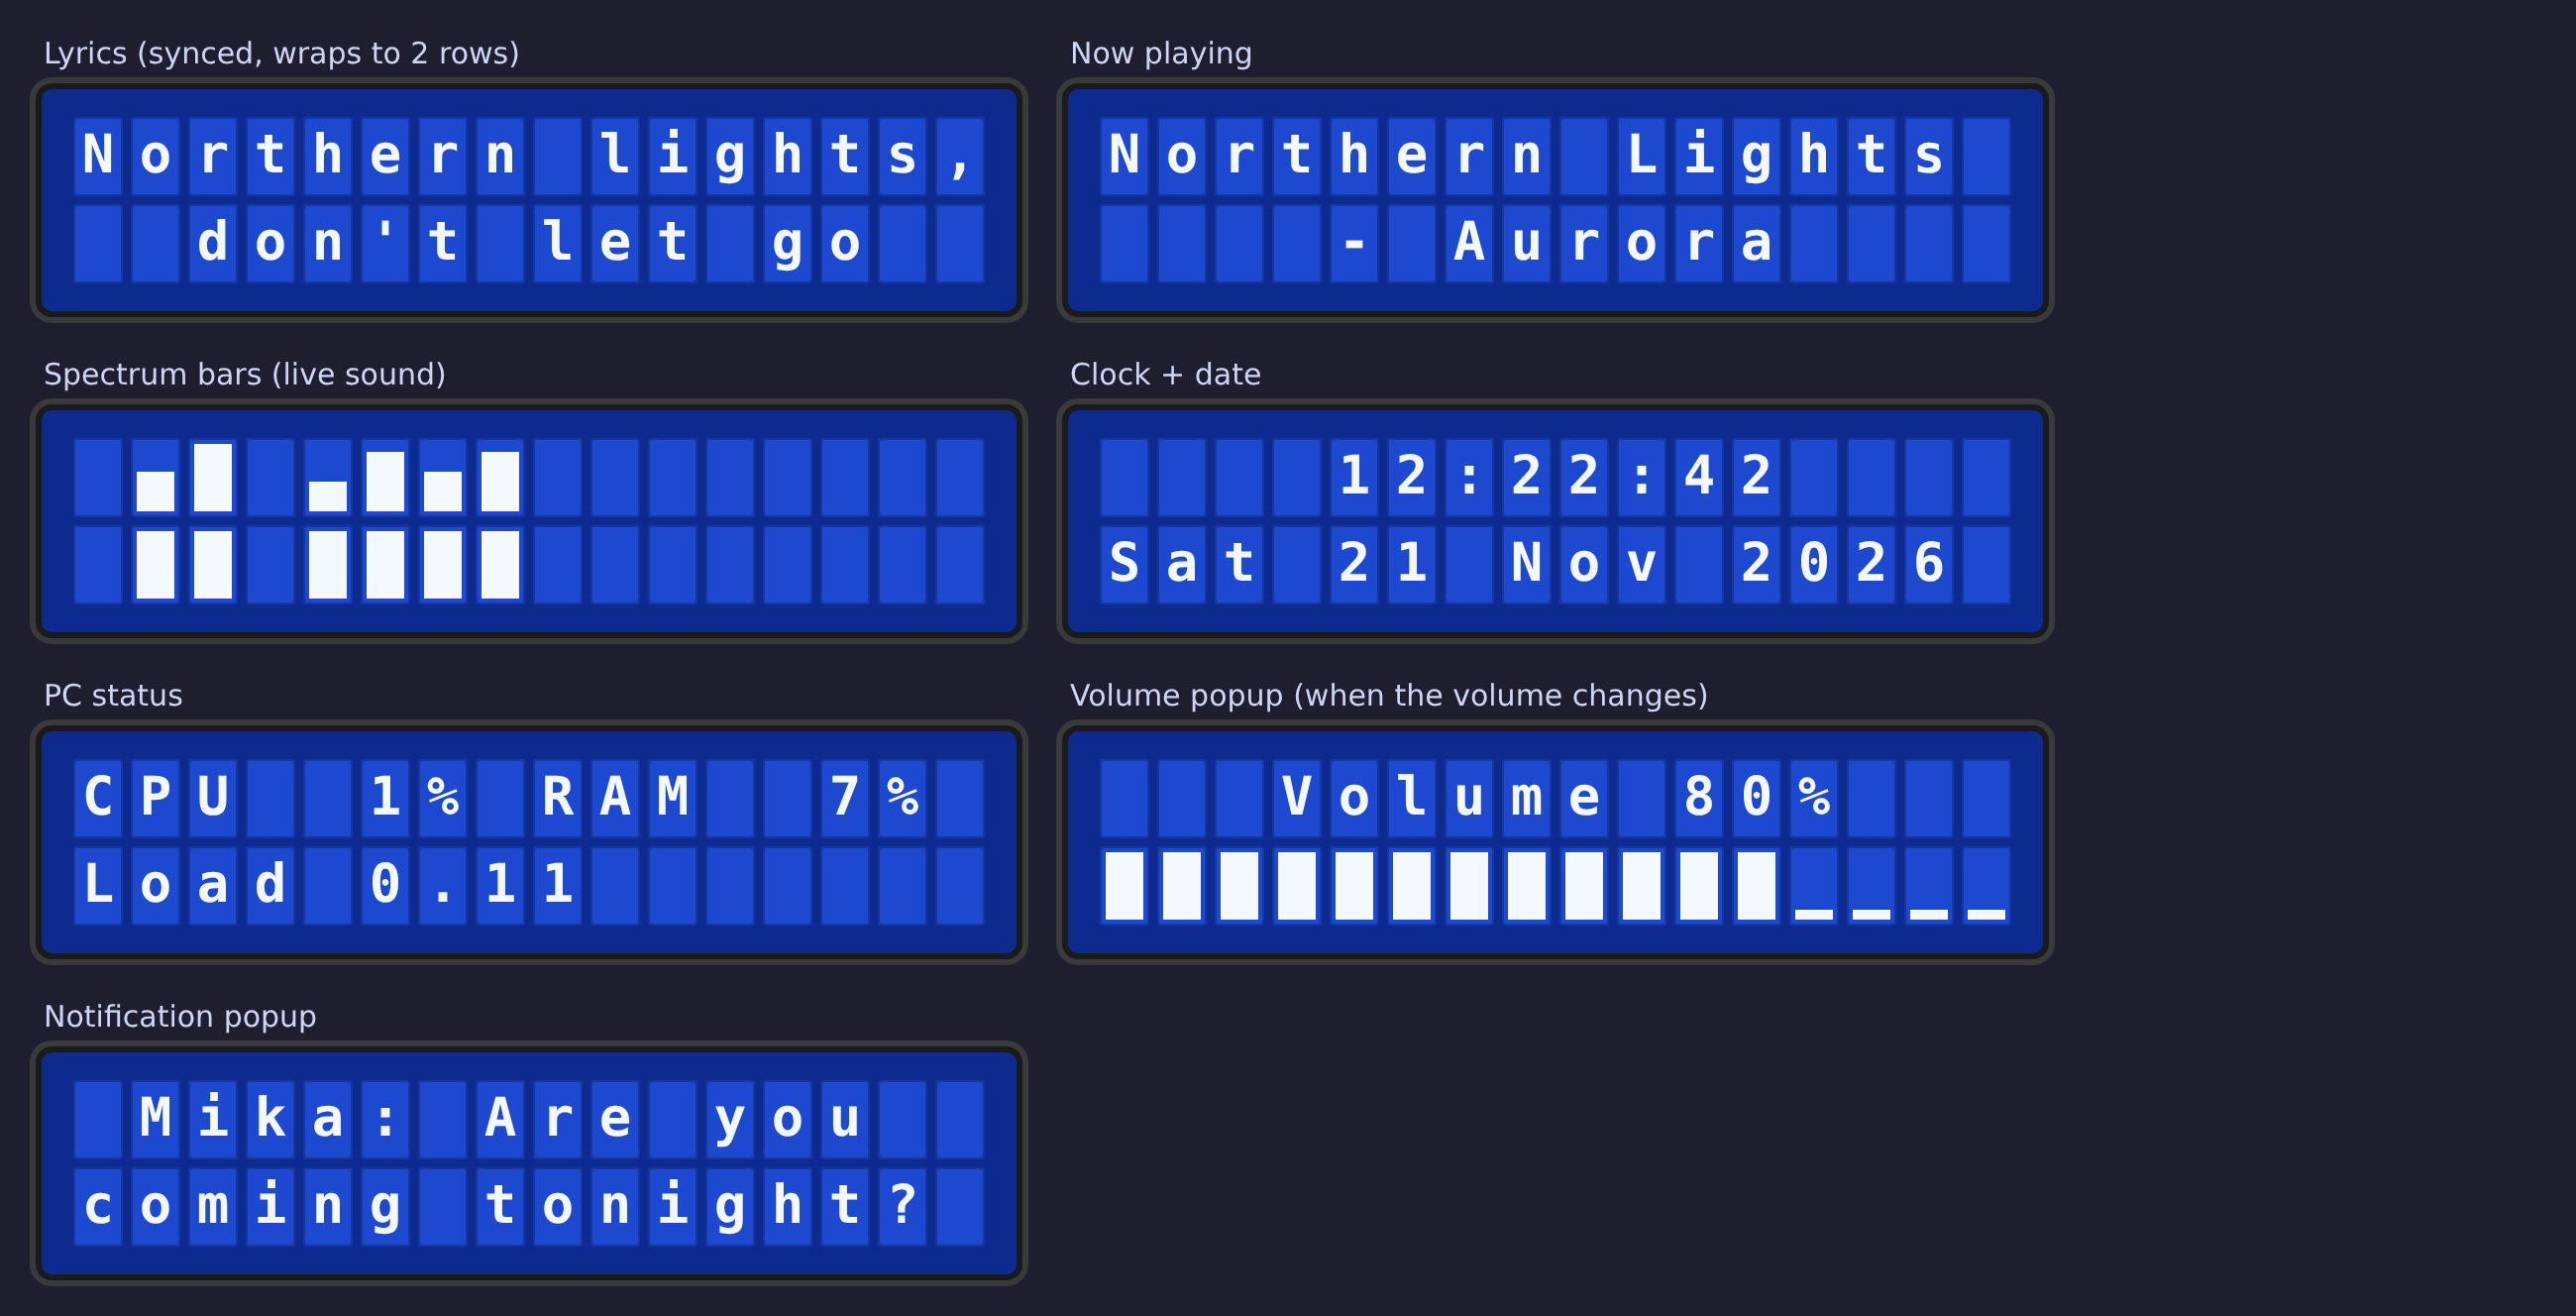 Lyrics (synced, wraps to 2 rows)
Northern lights,
don't let go
Now playing
Northern Lights
- Aurora
Spectrum bars (live sound)
Clock + date
12:22:42
Sat 21 Nov 2026
PC status
CPU  1% RAM  7%
Load 0.11
Volume popup (when the volume changes)
Volume 80%
Notification popup
Mika: Are you
coming tonight?